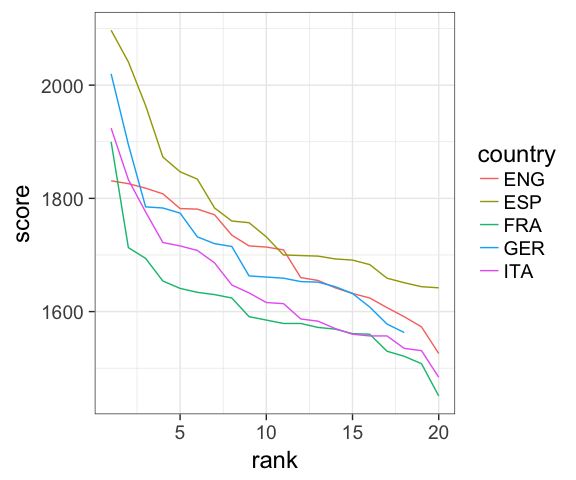 2000
1800
1600
score
5 10 15 20
rank
country
ENG
ESP
FRA
GER
ITA